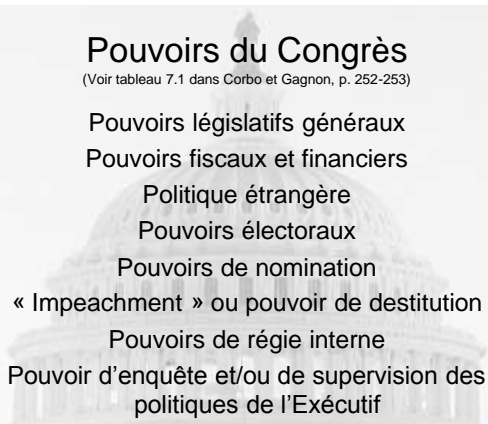 Pouvoirs du Congrès
(Voir tableau 7.1 dans Corbo et Gagnon, p. 252-253)
Pouvoirs législatifs généraux
Pouvoirs fiscaux et financiers
Politique étrangère
Pouvoirs électoraux
Pouvoirs de nomination
« Impeachment » ou pouvoir de destitution
Pouvoirs de régie interne
Pouvoir d’enquête et/ou de supervision des
politiques de l’Exécutif